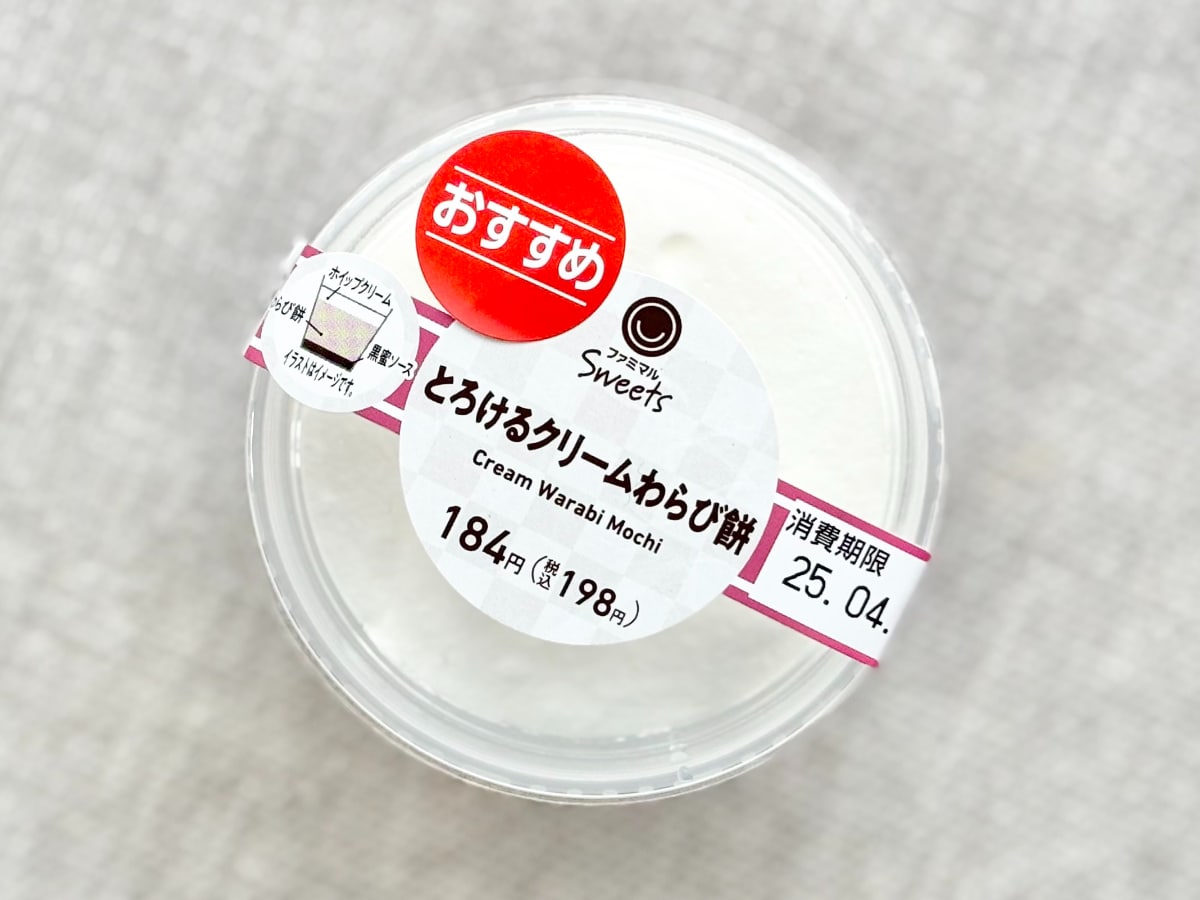 おすすめ
ホイップクリーム
わらび餅
黒蜜ソース
イラストはイメージです。
ファミマル
Sweets
とろけるクリームわらび餅
Cream Warabi Mochi
184円(税込198円)
消費期限
25. 04.